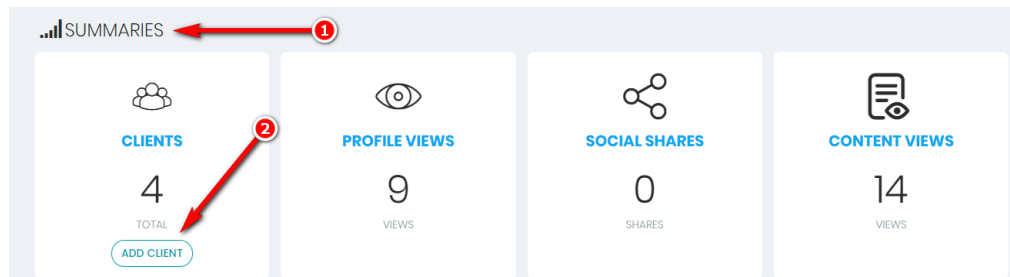 SUMMARIES
1
2
CLIENTS
4
TOTAL
ADD CLIENT
PROFILE VIEWS
9
VIEWS
SOCIAL SHARES
0
SHARES
CONTENT VIEWS
14
VIEWS